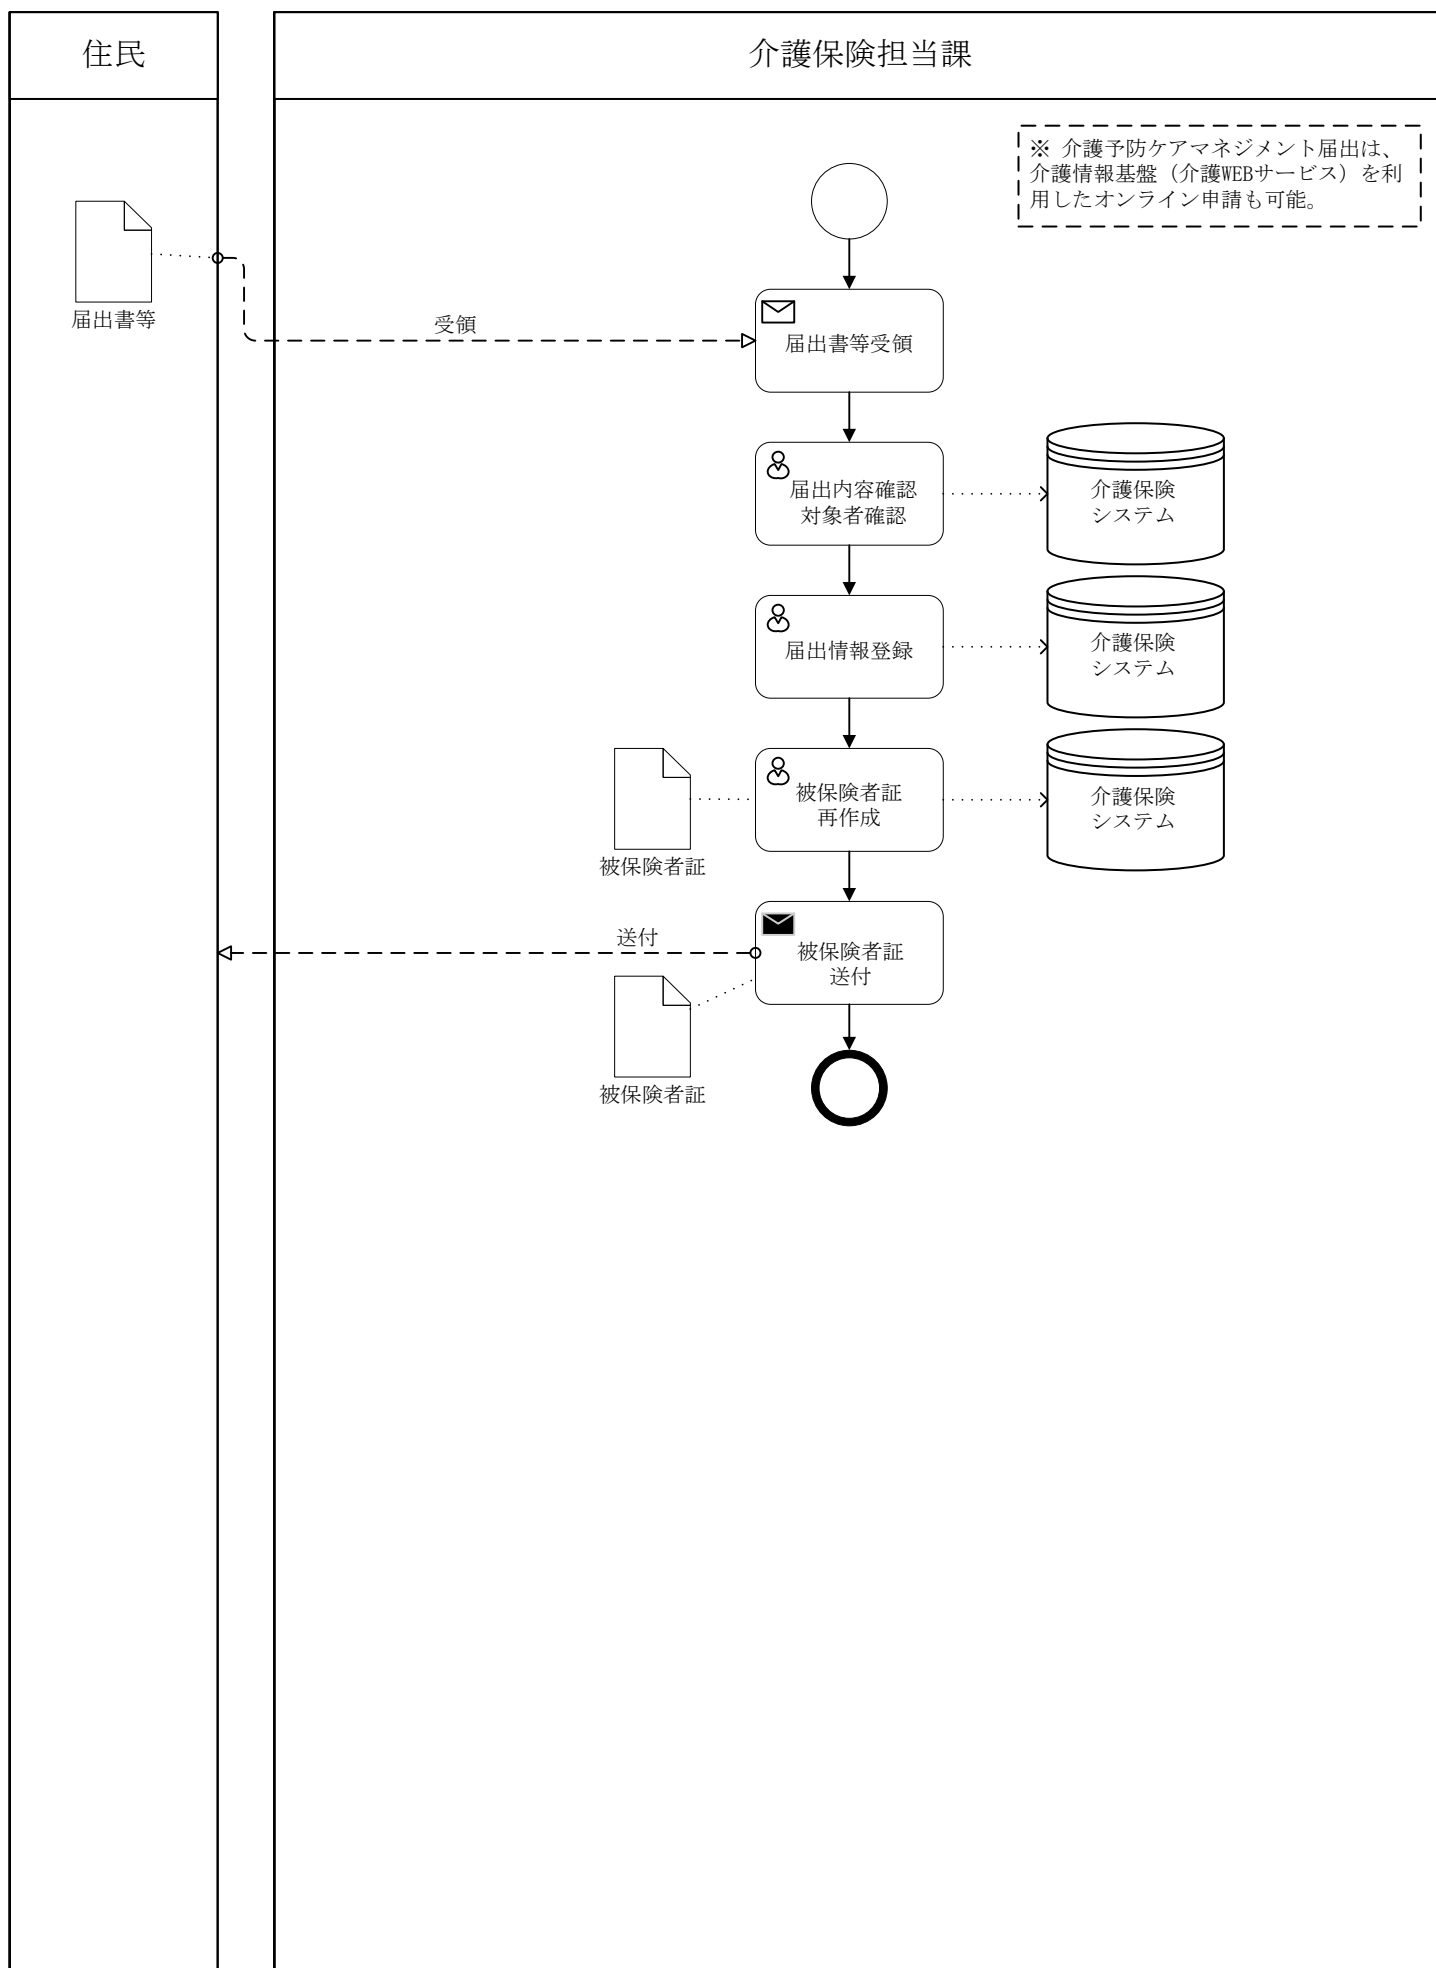 住民
介護保険担当課
※ 介護予防ケアマネジメント届出は、
介護情報基盤（介護WEBサービス）を利
用したオンライン申請も可能。
届出書等
受領
届出書等受領
届出内容確認
対象者確認
介護保険
システム
届出情報登録
介護保険
システム
被保険者証
再作成
介護保険
システム
被保険者証
送付
被保険者証
送付
被保険者証